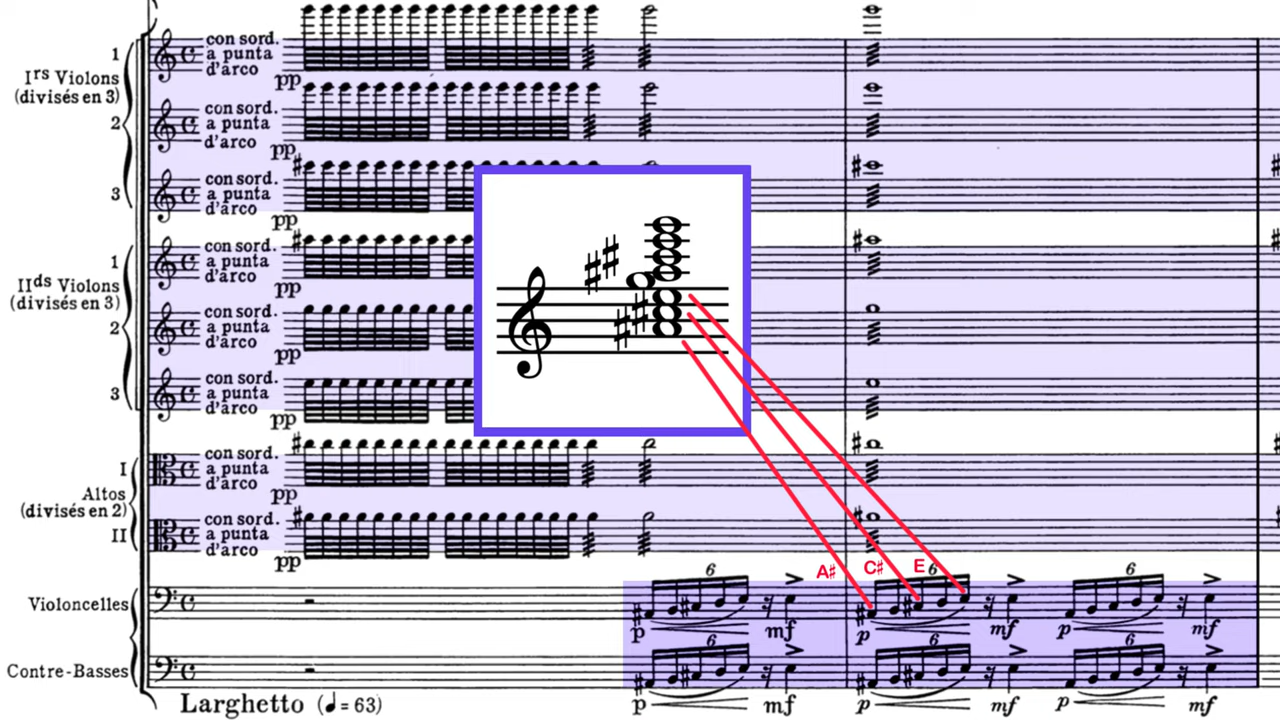 con sord.
1 a punta
Irs Violons d'arco
(divisés en 3) pp
con sord.
2 a punta
d'arco
pp
con sord.
3 a punta
d'arco
pp
con sord.
1 a punta
IIds Violons d'arco
(divisés en 3) pp
con sord.
2 a punta
d'arco
pp
con sord.
3 a punta
d'arco
pp
con sord.
I a punta
Altos d'arco
(divisés en 2) pp
con sord.
II a punta
d'arco
pp
A# C# E
6 6 6
Violoncelles
p mf p mf p mf
6 6 6
Contre-Basses
Larghetto (♩=63) p mf p mf p mf